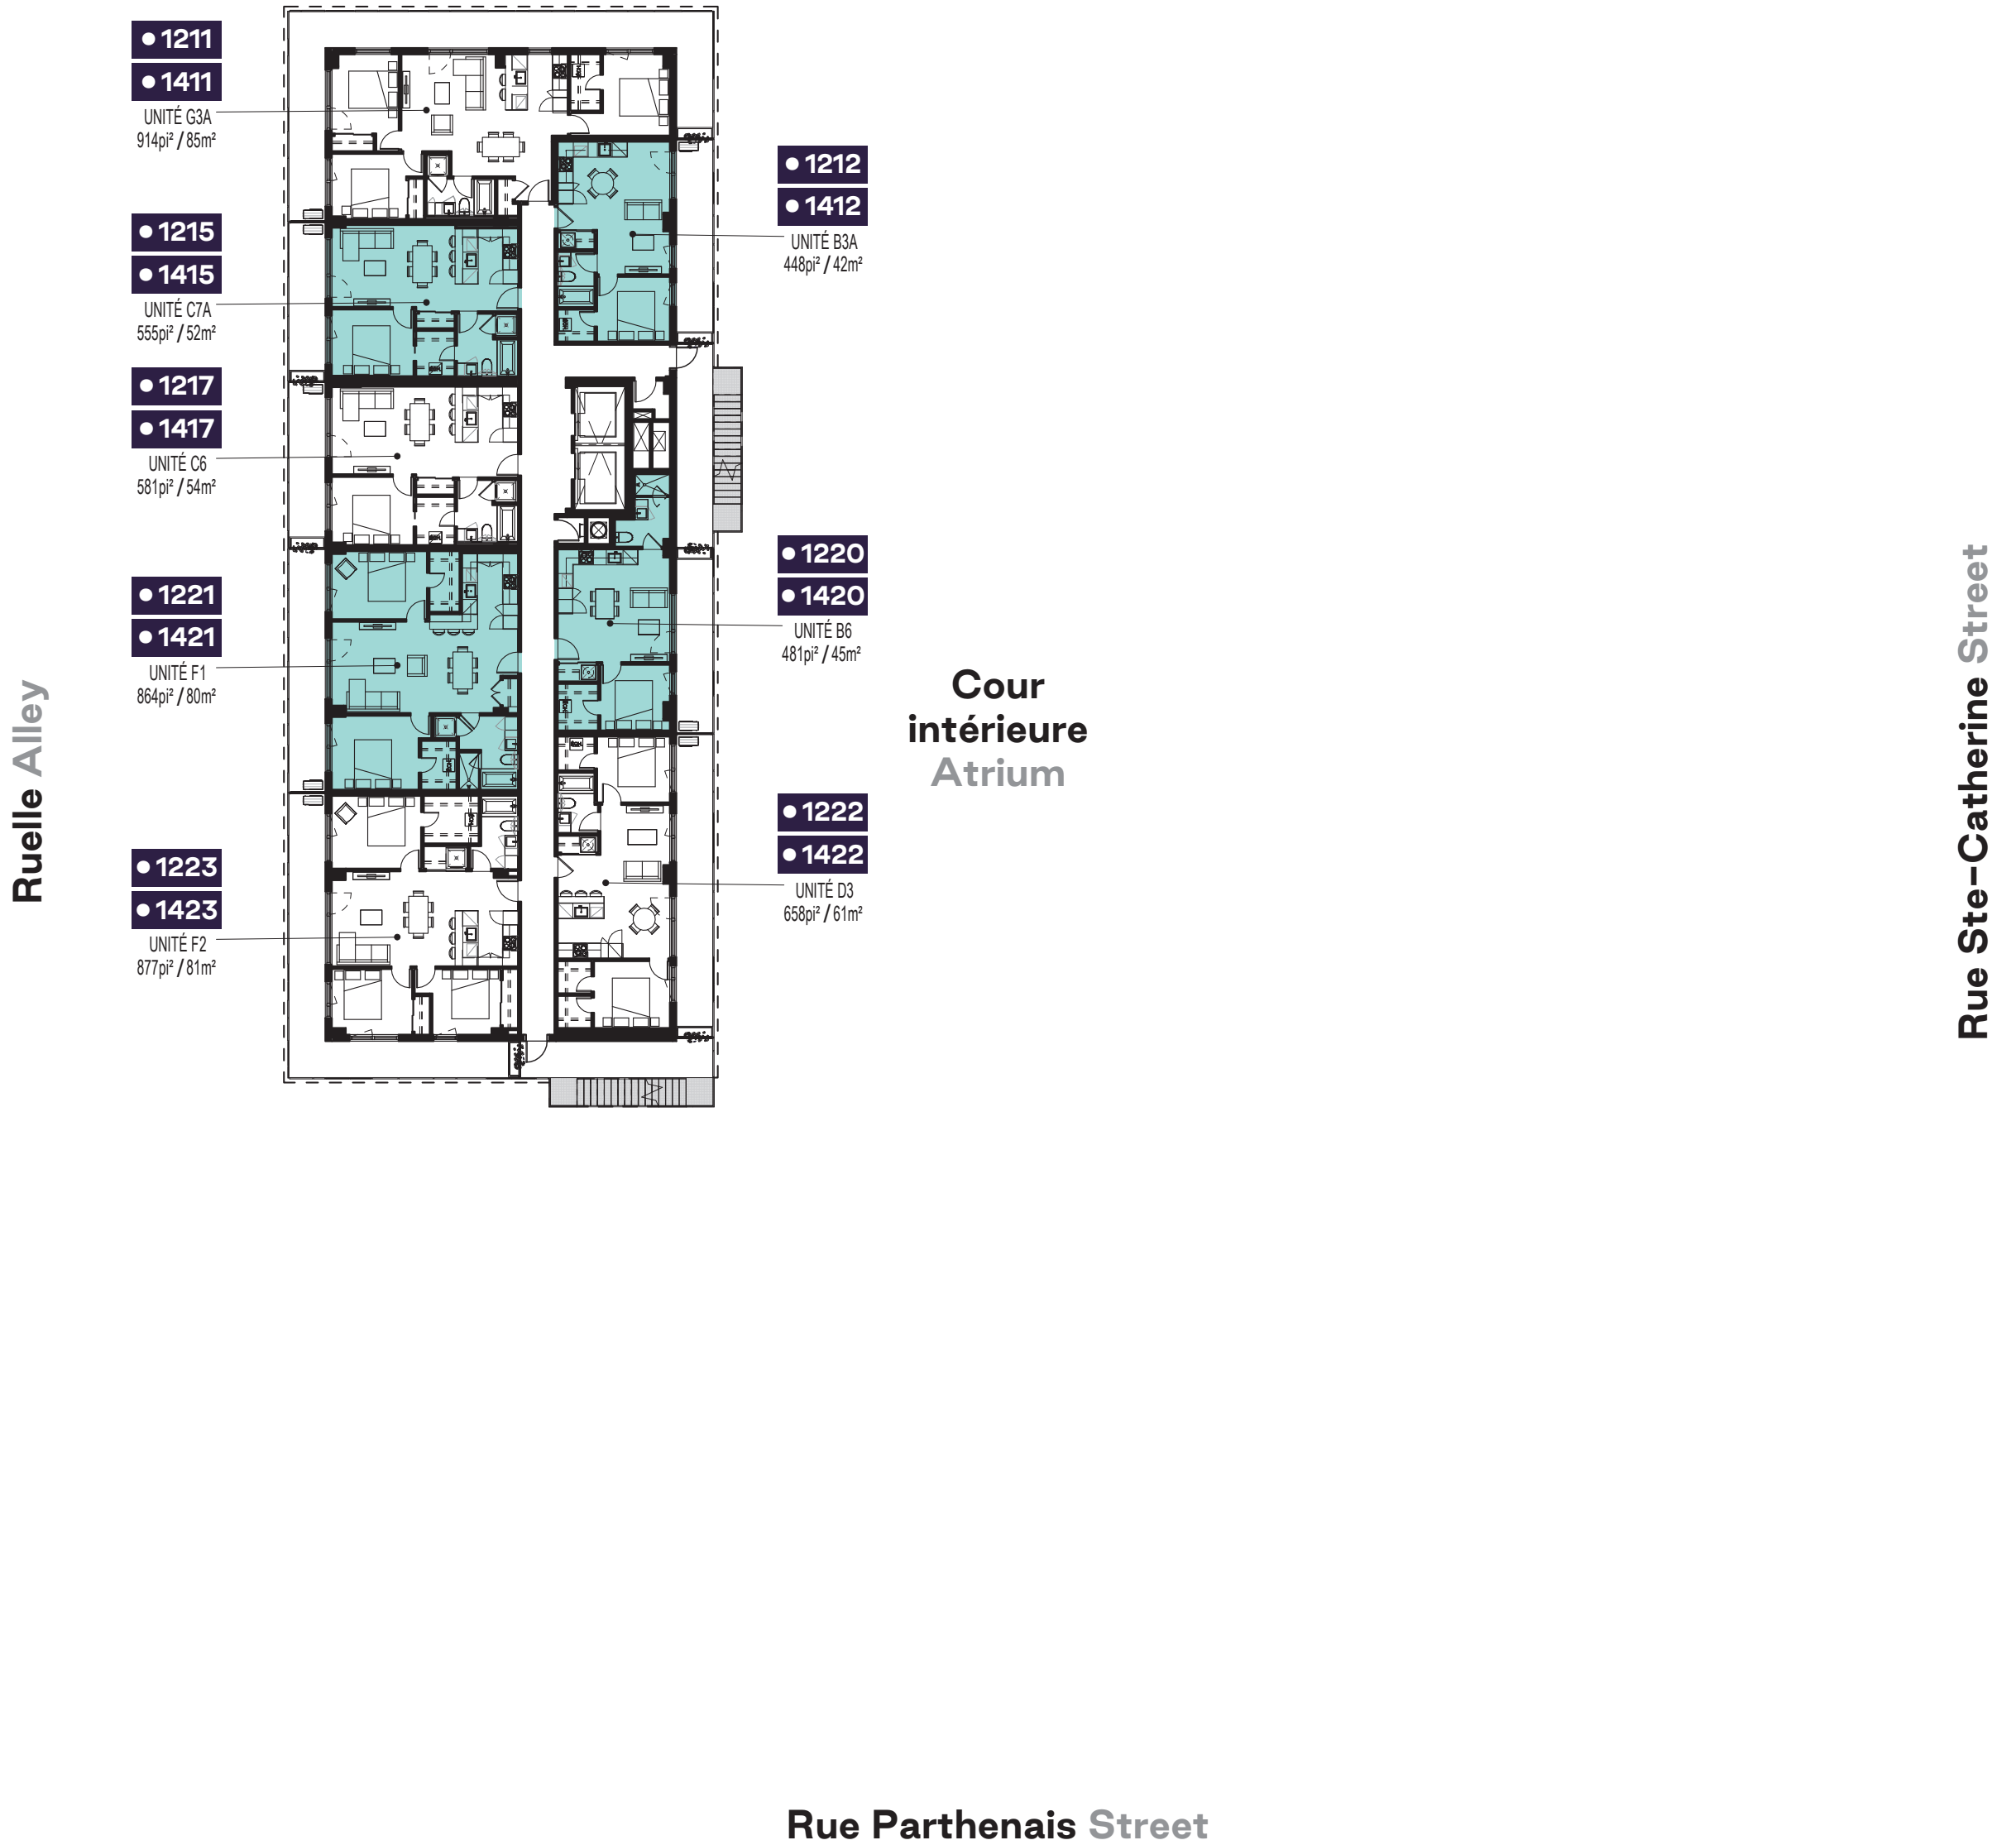 1211
1411
UNITÉ G3A
914pi² / 85m²
1212
1412
UNITÉ B3A
448pi² / 42m²
1215
1415
UNITÉ C7A
555pi² / 52m²
1217
1417
UNITÉ C6
581pi² / 54m²
1220
1420
UNITÉ B6
481pi² / 45m²
1221
1421
UNITÉ F1
864pi² / 80m²
1222
1422
UNITÉ D3
658pi² / 61m²
1223
1423
UNITÉ F2
877pi² / 81m²
Ruelle Alley
Cour
intérieure
Atrium
Rue Ste-Catherine Street
Rue Parthenais Street